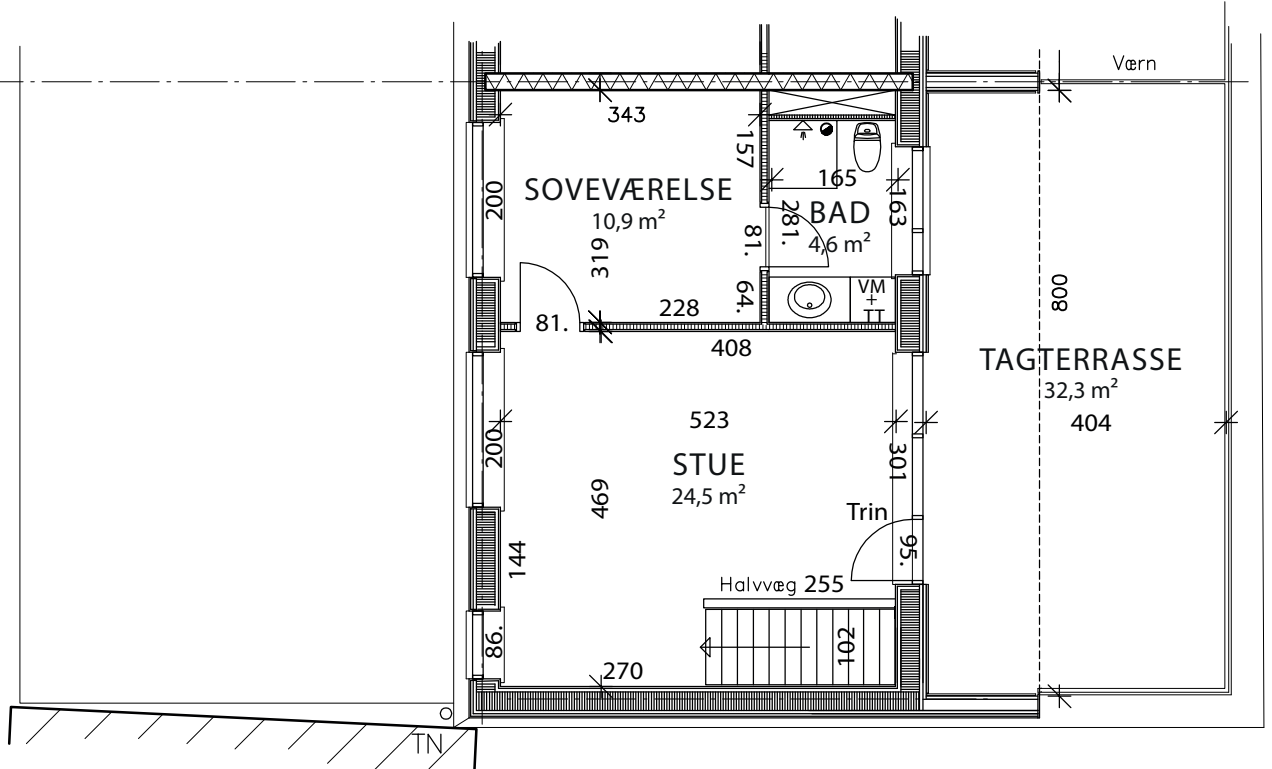 Værn
343
157
165
200
SOVEVÆRELSE
10,9 m²
319
281.
BAD
4,6 m²
163
81.
64.
VM
+
TT
228
81.
408
800
TAGTERRASSE
32,3 m²
404
523
200
STUE
24,5 m²
301
469
Trin
95.
144
Halvvæg 255
86.
102
270
TN